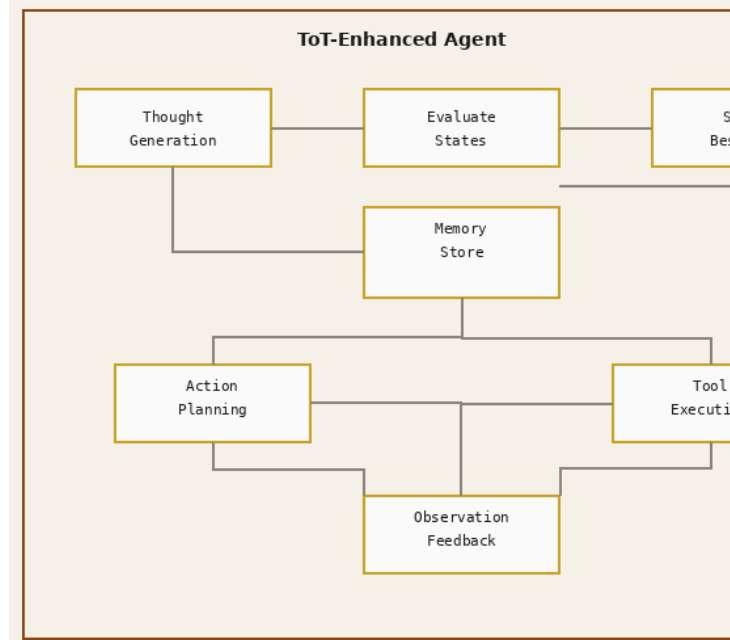 ToT-Enhanced Agent
Thought
Generation
Evaluate
States
Memory
Store
Action
Planning
Tool
Observation
Feedback